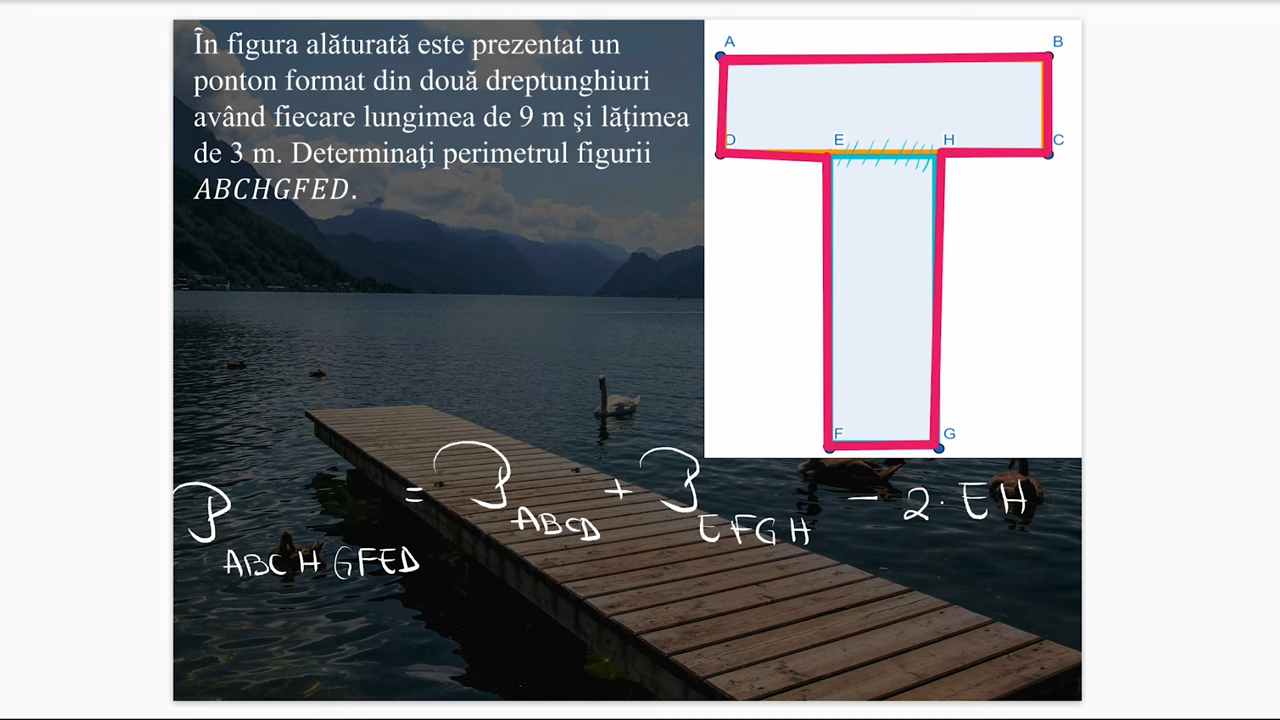 În figura alăturată este prezentat un
ponton format din două dreptunghiuri
având fiecare lungimea de 9 m şi lăţimea
de 3 m. Determinaţi perimetrul figurii
ABCHGFED.
A B
D E H C
F G
P ABCHGFED = P ABCD + P EFGH - 2 · EH